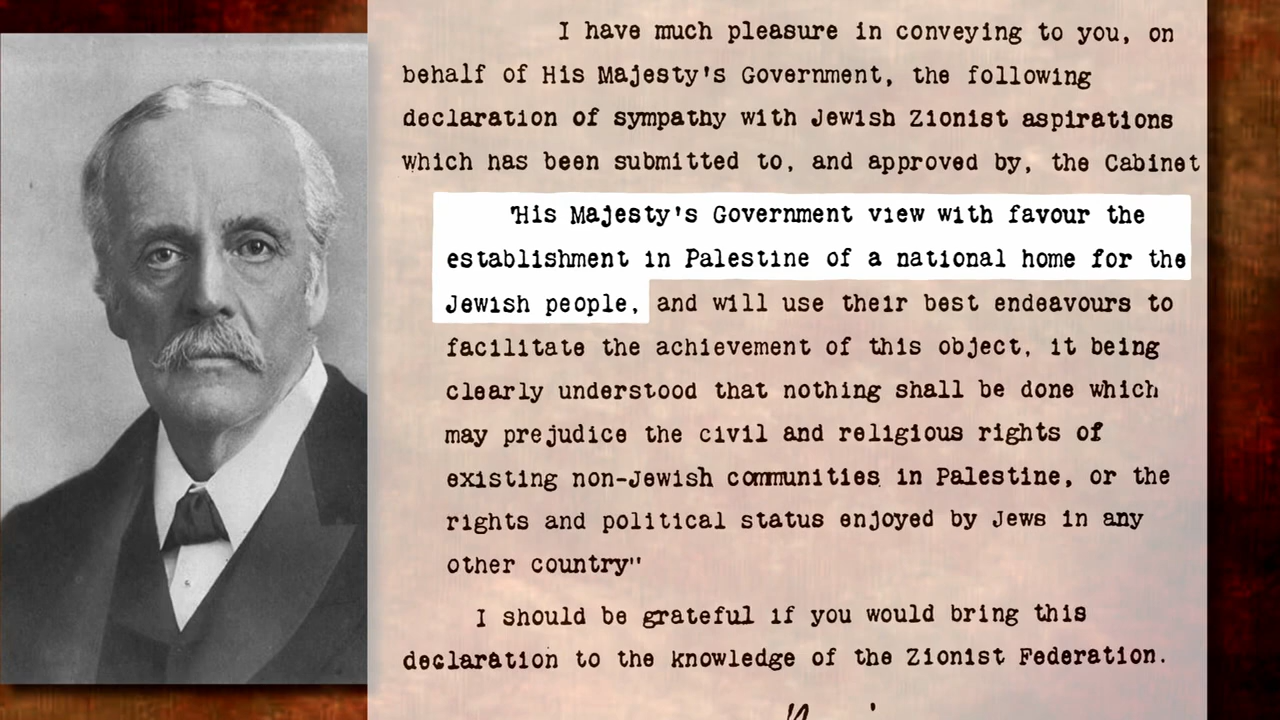 I have much pleasure in conveying to you, on
behalf of His Majesty's Government, the following
declaration of sympathy with Jewish Zionist aspirations
which has been submitted to, and approved by, the Cabinet
"His Majesty's Government view with favour the
establishment in Palestine of a national home for the
Jewish people, and will use their best endeavours to
facilitate the achievement of this object, it being
clearly understood that nothing shall be done which
may prejudice the civil and religious rights of
existing non-Jewish communities in Palestine, or the
rights and political status enjoyed by Jews in any
other country"
I should be grateful if you would bring this
declaration to the knowledge of the Zionist Federation.